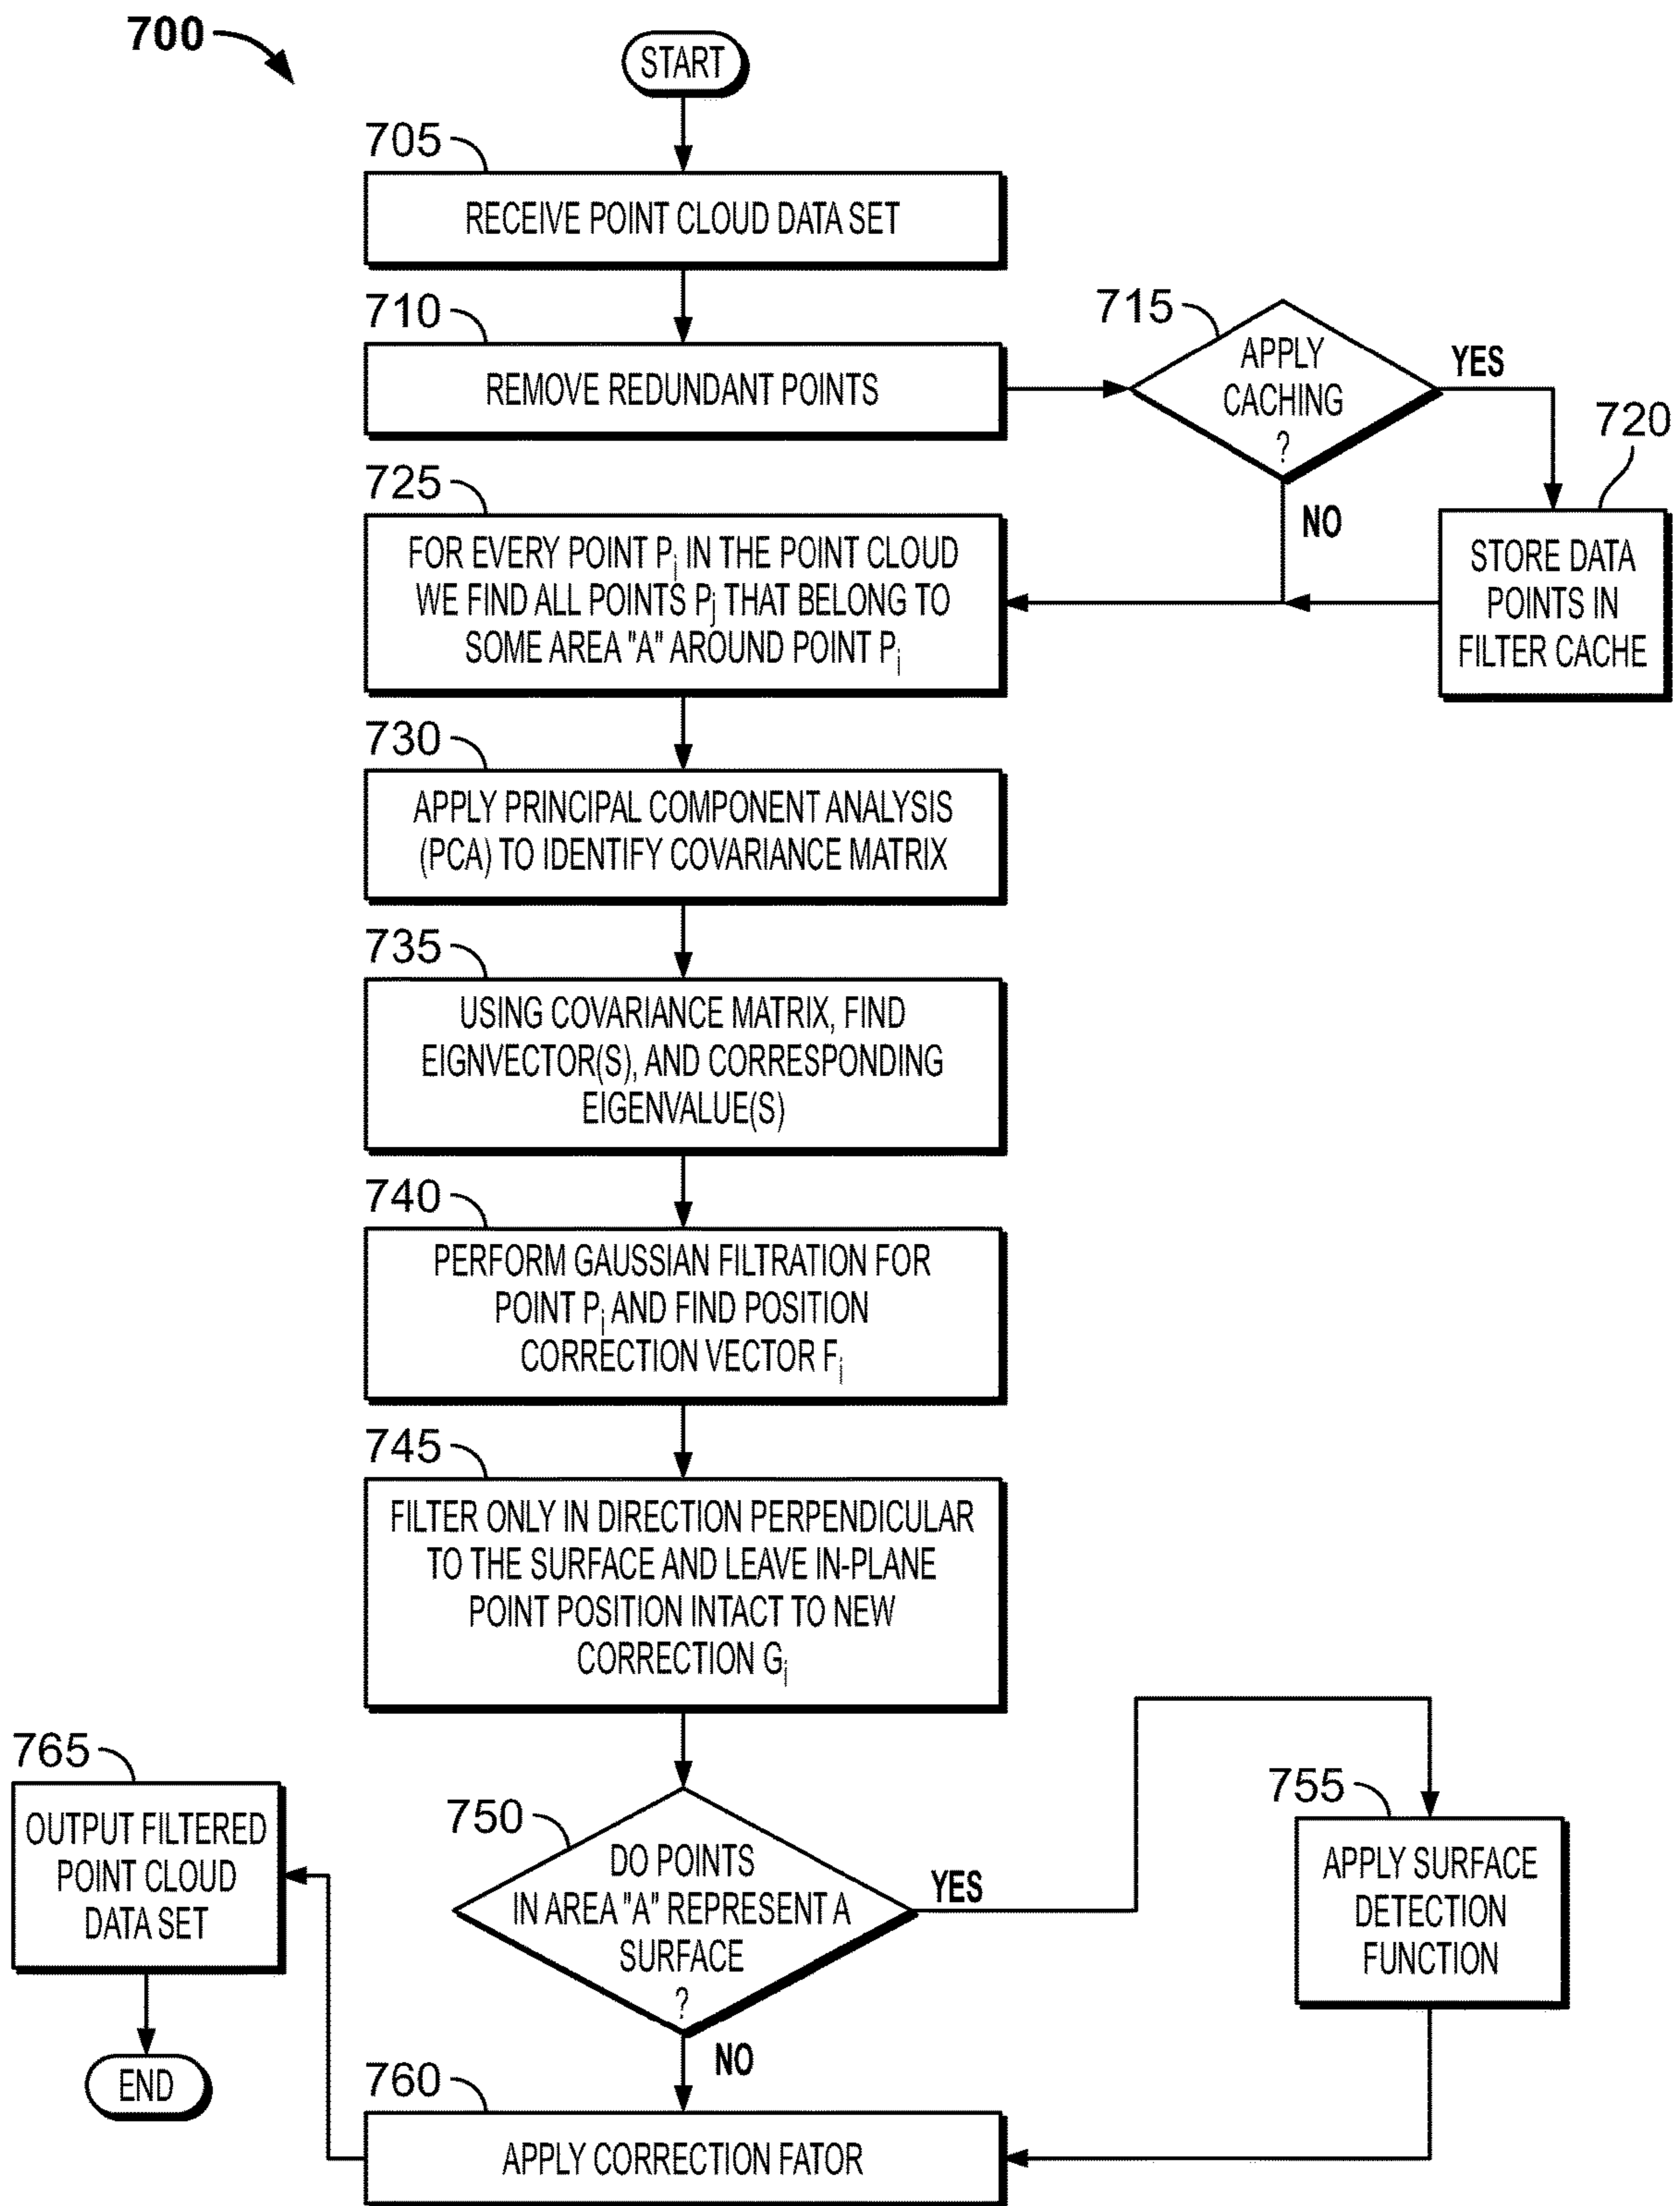 700
START
705
RECEIVE POINT CLOUD DATA SET
710
REMOVE REDUNDANT POINTS
715
APPLY
CACHING
?
YES
NO
720
STORE DATA
POINTS IN
FILTER CACHE
725
FOR EVERY POINT Pi IN THE POINT CLOUD
WE FIND ALL POINTS Pj THAT BELONG TO
SOME AREA "A" AROUND POINT Pi
730
APPLY PRINCIPAL COMPONENT ANALYSIS
(PCA) TO IDENTIFY COVARIANCE MATRIX
735
USING COVARIANCE MATRIX, FIND
EIGNVECTOR(S), AND CORRESPONDING
EIGENVALUE(S)
740
PERFORM GAUSSIAN FILTRATION FOR
POINT Pi AND FIND POSITION
CORRECTION VECTOR Fi
745
FILTER ONLY IN DIRECTION PERPENDICULAR
TO THE SURFACE AND LEAVE IN-PLANE
POINT POSITION INTACT TO NEW
CORRECTION Gi
750
DO POINTS
IN AREA "A" REPRESENT A
SURFACE
?
YES
NO
755
APPLY SURFACE
DETECTION
FUNCTION
760
APPLY CORRECTION FATOR
765
OUTPUT FILTERED
POINT CLOUD
DATA SET
END